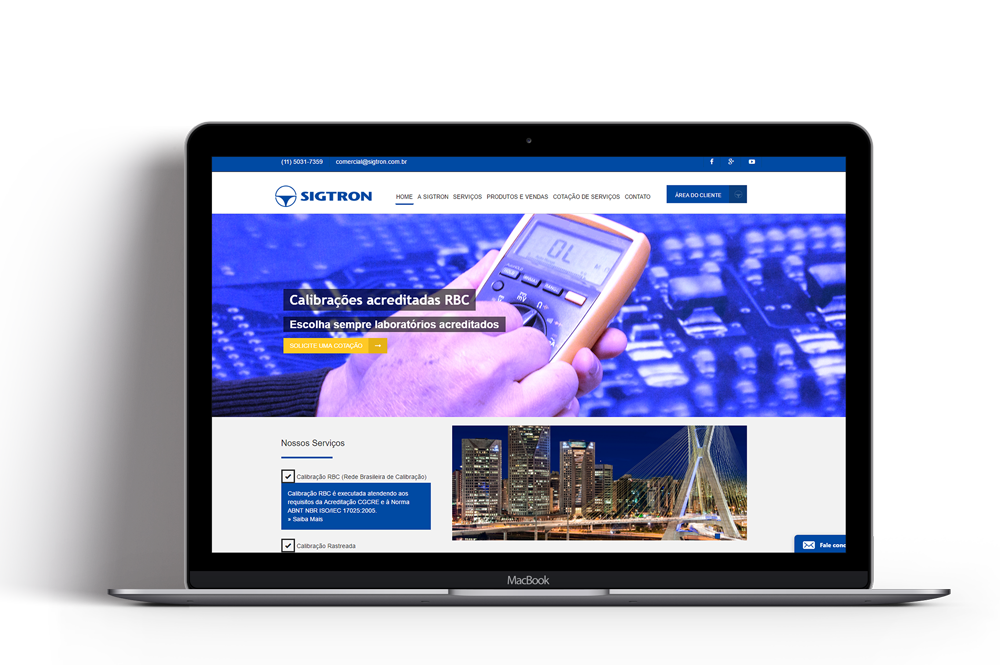 (11) 5031-7359 comercial@sigtron.com.br
SIGTRON
HOME A SIGTRON SERVIÇOS PRODUTOS E VENDAS COTAÇÃO DE SERVIÇOS CONTATO
ÁREA DO CLIENTE
OL
Calibrações acreditadas RBC
Escolha sempre laboratórios acreditados
SOLICITE UMA COTAÇÃO →
Nossos Serviços
Calibração RBC (Rede Brasileira de Calibração)
Calibração RBC é executada atendendo aos
requisitos da Acreditação CGCRE e à Norma
ABNT NBR ISO/IEC 17025:2005.
» Saiba Mais
Calibração Rastreada
Fale cono
MacBook